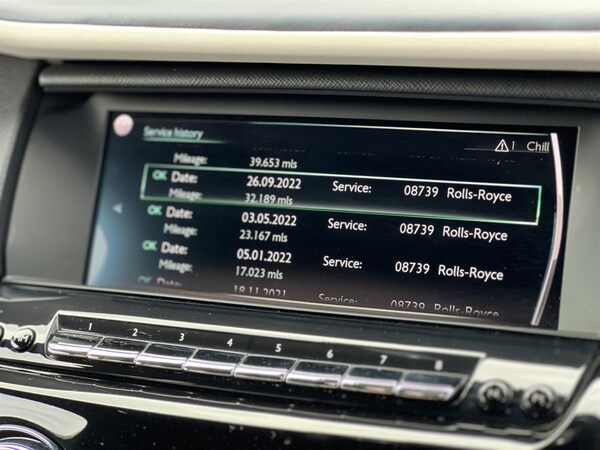 Service history
1 Chill
Mileage: 39.653 mls
OK Date: 26.09.2022 Service: 08739 Rolls-Royce
Mileage: 32.189 mls
OK Date: 03.05.2022 Service: 08739 Rolls-Royce
Mileage: 23.167 mls
OK Date: 05.01.2022 Service: 08739 Rolls-Royce
Mileage: 17.023 mls
OK Date: 18.11.2021 Service: 08739 Rolls-Royce
1 2 3 4 5 6 7 8